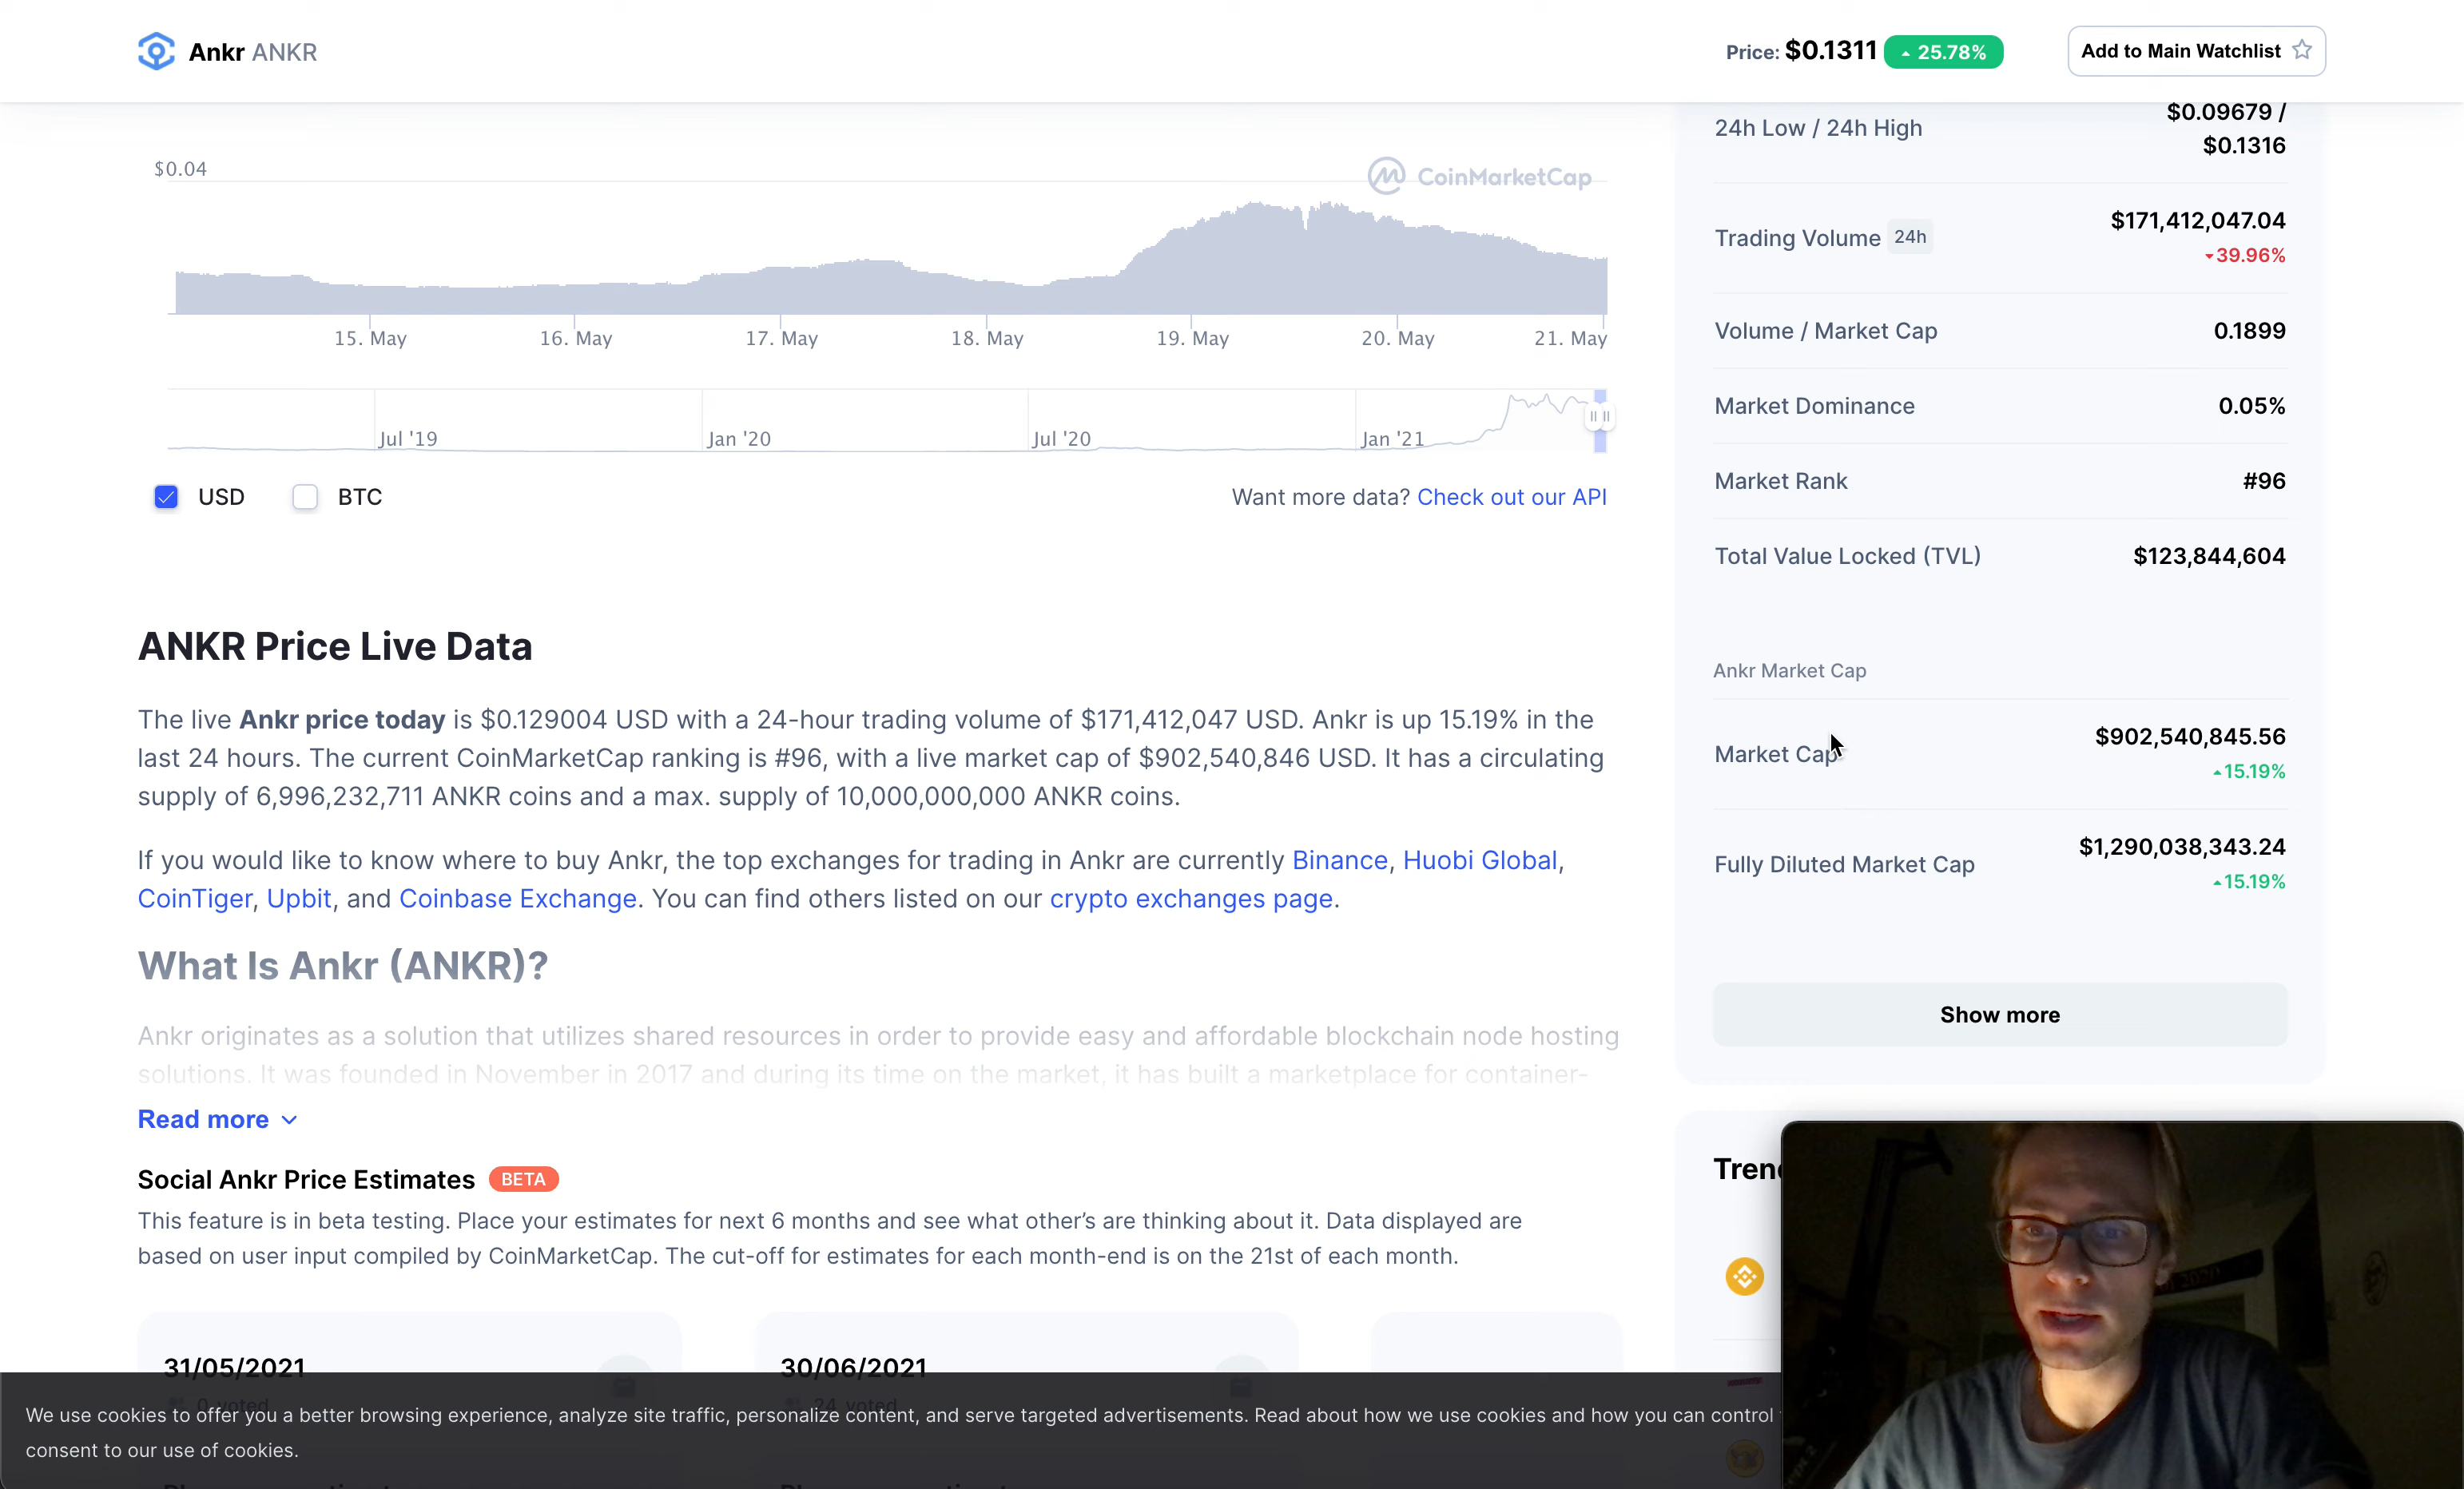 Ankr ANKR
Price: $0.1311 25.78%
Add to Main Watchlist
$0.04
CoinMarketCap
15. May 16. May 17. May 18. May 19. May 20. May 21. May
Jul '19 Jan '20 Jul '20 Jan '21
USD BTC
Want more data? Check out our API
ANKR Price Live Data
The live Ankr price today is $0.129004 USD with a 24-hour trading volume of $171,412,047 USD. Ankr is up 15.19% in the
last 24 hours. The current CoinMarketCap ranking is #96, with a live market cap of $902,540,846 USD. It has a circulating
supply of 6,996,232,711 ANKR coins and a max. supply of 10,000,000,000 ANKR coins.
If you would like to know where to buy Ankr, the top exchanges for trading in Ankr are currently Binance, Huobi Global,
CoinTiger, Upbit, and Coinbase Exchange. You can find others listed on our crypto exchanges page.
What Is Ankr (ANKR)?
Ankr originates as a solution that utilizes shared resources in order to provide easy and affordable blockchain node hosting
solutions. It was founded in November in 2017 and during its time on the market, it has built a marketplace for container-
Read more
Social Ankr Price Estimates BETA
This feature is in beta testing. Place your estimates for next 6 months and see what other's are thinking about it. Data displayed are
based on user input compiled by CoinMarketCap. The cut-off for estimates for each month-end is on the 21st of each month.
31/05/2021 30/06/2021
We use cookies to offer you a better browsing experience, analyze site traffic, personalize content, and serve targeted advertisements. Read about how we use cookies and how you can control
consent to our use of cookies.
24h Low / 24h High
$0.09679 /
$0.1316
Trading Volume 24h
$171,412,047.04
39.96%
Volume / Market Cap 0.1899
Market Dominance 0.05%
Market Rank #96
Total Value Locked (TVL) $123,844,604
Ankr Market Cap
Market Cap
$902,540,845.56
15.19%
Fully Diluted Market Cap
$1,290,038,343.24
15.19%
Show more